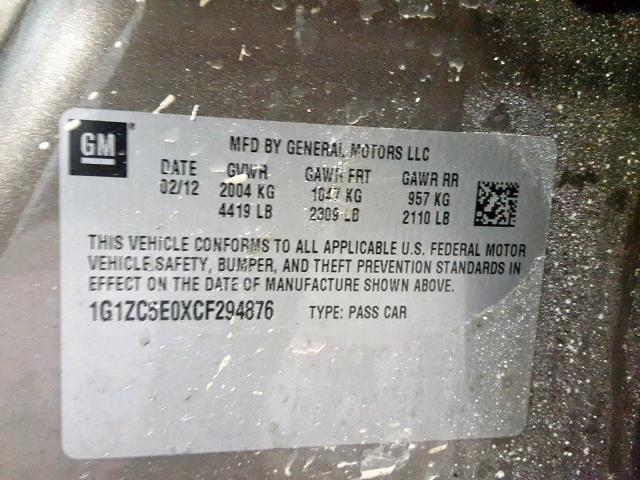 GM
MFD BY GENERAL MOTORS LLC
DATE GVWR GAWR FRT GAWR RR
02/12 2004 KG 1047 KG 957 KG
4419 LB 2309 LB 2110 LB
THIS VEHICLE CONFORMS TO ALL APPLICABLE U.S. FEDERAL MOTOR
VEHICLE SAFETY, BUMPER, AND THEFT PREVENTION STANDARDS IN
EFFECT ON THE DATE OF MANUFACTURE SHOWN ABOVE.
1G1ZC5E0XCF294876 TYPE: PASS CAR